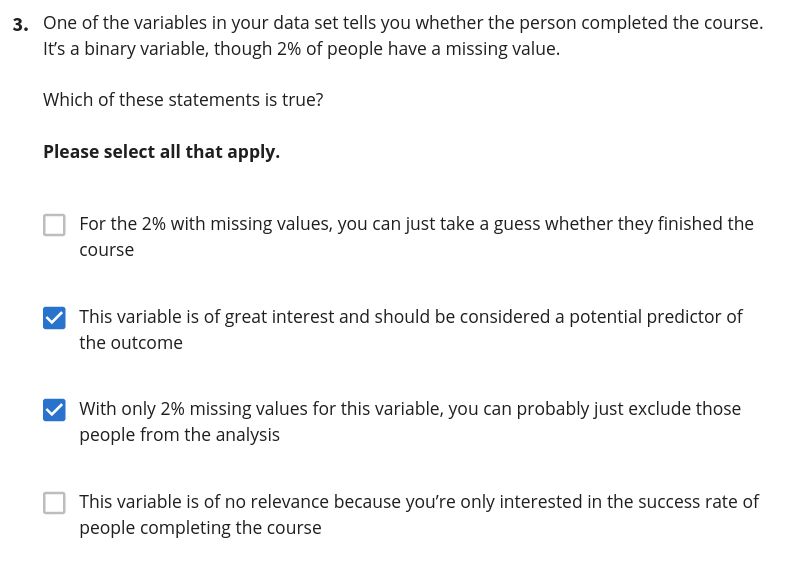 3. One of the variables in your data set tells you whether the person completed the course.
It’s a binary variable, though 2% of people have a missing value.
Which of these statements is true?
Please select all that apply.
For the 2% with missing values, you can just take a guess whether they finished the
course
This variable is of great interest and should be considered a potential predictor of
the outcome
With only 2% missing values for this variable, you can probably just exclude those
people from the analysis
This variable is of no relevance because you’re only interested in the success rate of
people completing the course